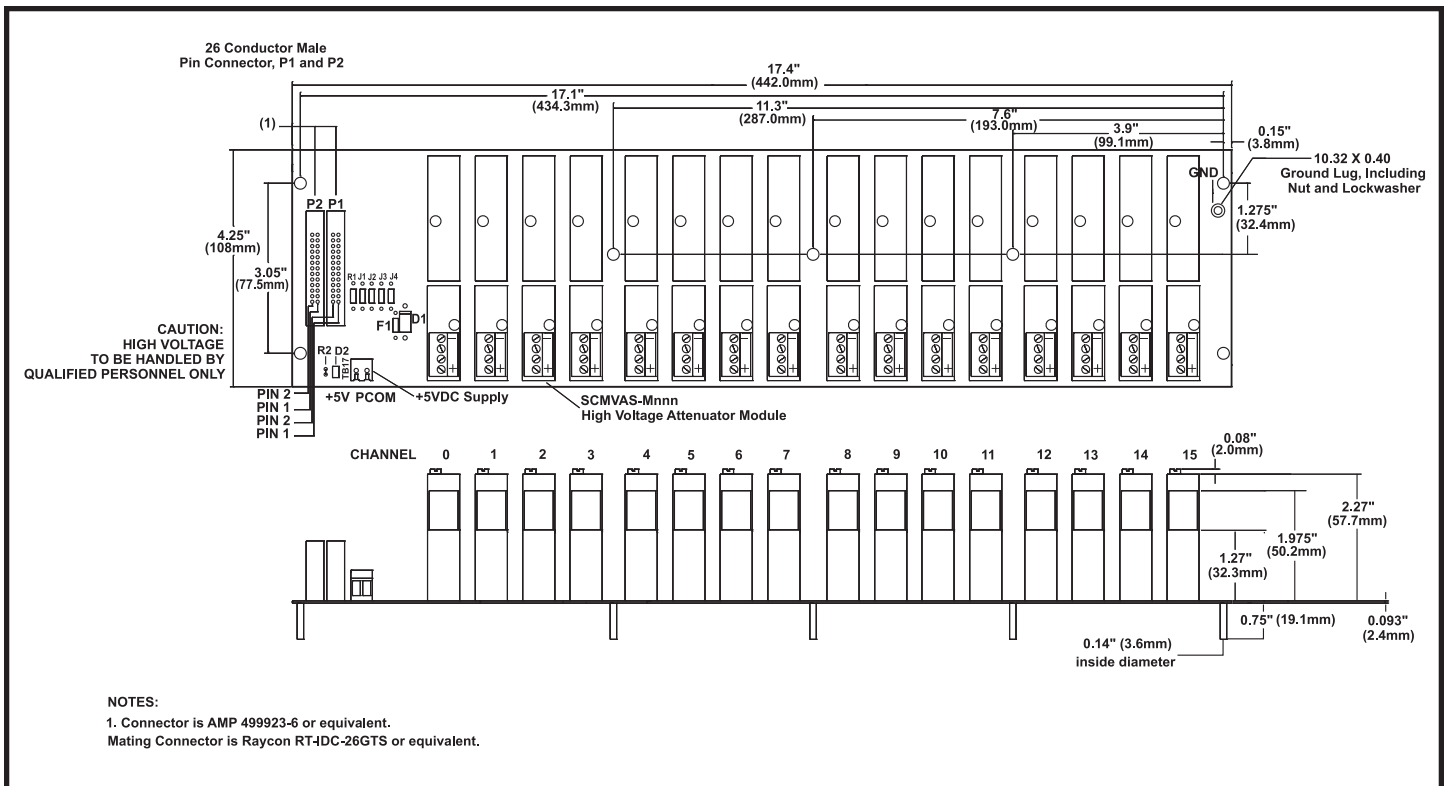 26 Conductor Male
Pin Connector, P1 and P2
17.4"
(442.0mm)
17.1"
(434.3mm)
11.3"
(287.0mm)
7.6"
(193.0mm)
3.9"
(99.1mm)
0.15"
(3.8mm)
(1)
10.32 X 0.40
Ground Lug, Including
Nut and Lockwasher
GND
1.275"
(32.4mm)
P2 P1
4.25"
(108mm)
3.05"
(77.5mm)
R1 J1 J2 J3 J4
F1
D1
CAUTION:
HIGH VOLTAGE
TO BE HANDLED BY
QUALIFIED PERSONNEL ONLY
R2 D2
TB17
- + - + - + - + - + - + - + - + - + - + - + - + - + - + - + - +
PIN 2
PIN 1
PIN 2
PIN 1
+5V PCOM
+5VDC Supply
SCMVAS-Mnnn
High Voltage Attenuator Module
CHANNEL 0 1 2 3 4 5 6 7 8 9 10 11 12 13 14 15
0.08"
(2.0mm)
2.27"
(57.7mm)
1.975"
(50.2mm)
1.27"
(32.3mm)
0.75" (19.1mm)
0.093"
(2.4mm)
0.14" (3.6mm)
inside diameter
NOTES:
1. Connector is AMP 499923-6 or equivalent.
Mating Connector is Raycon RT-IDC-26GTS or equivalent.